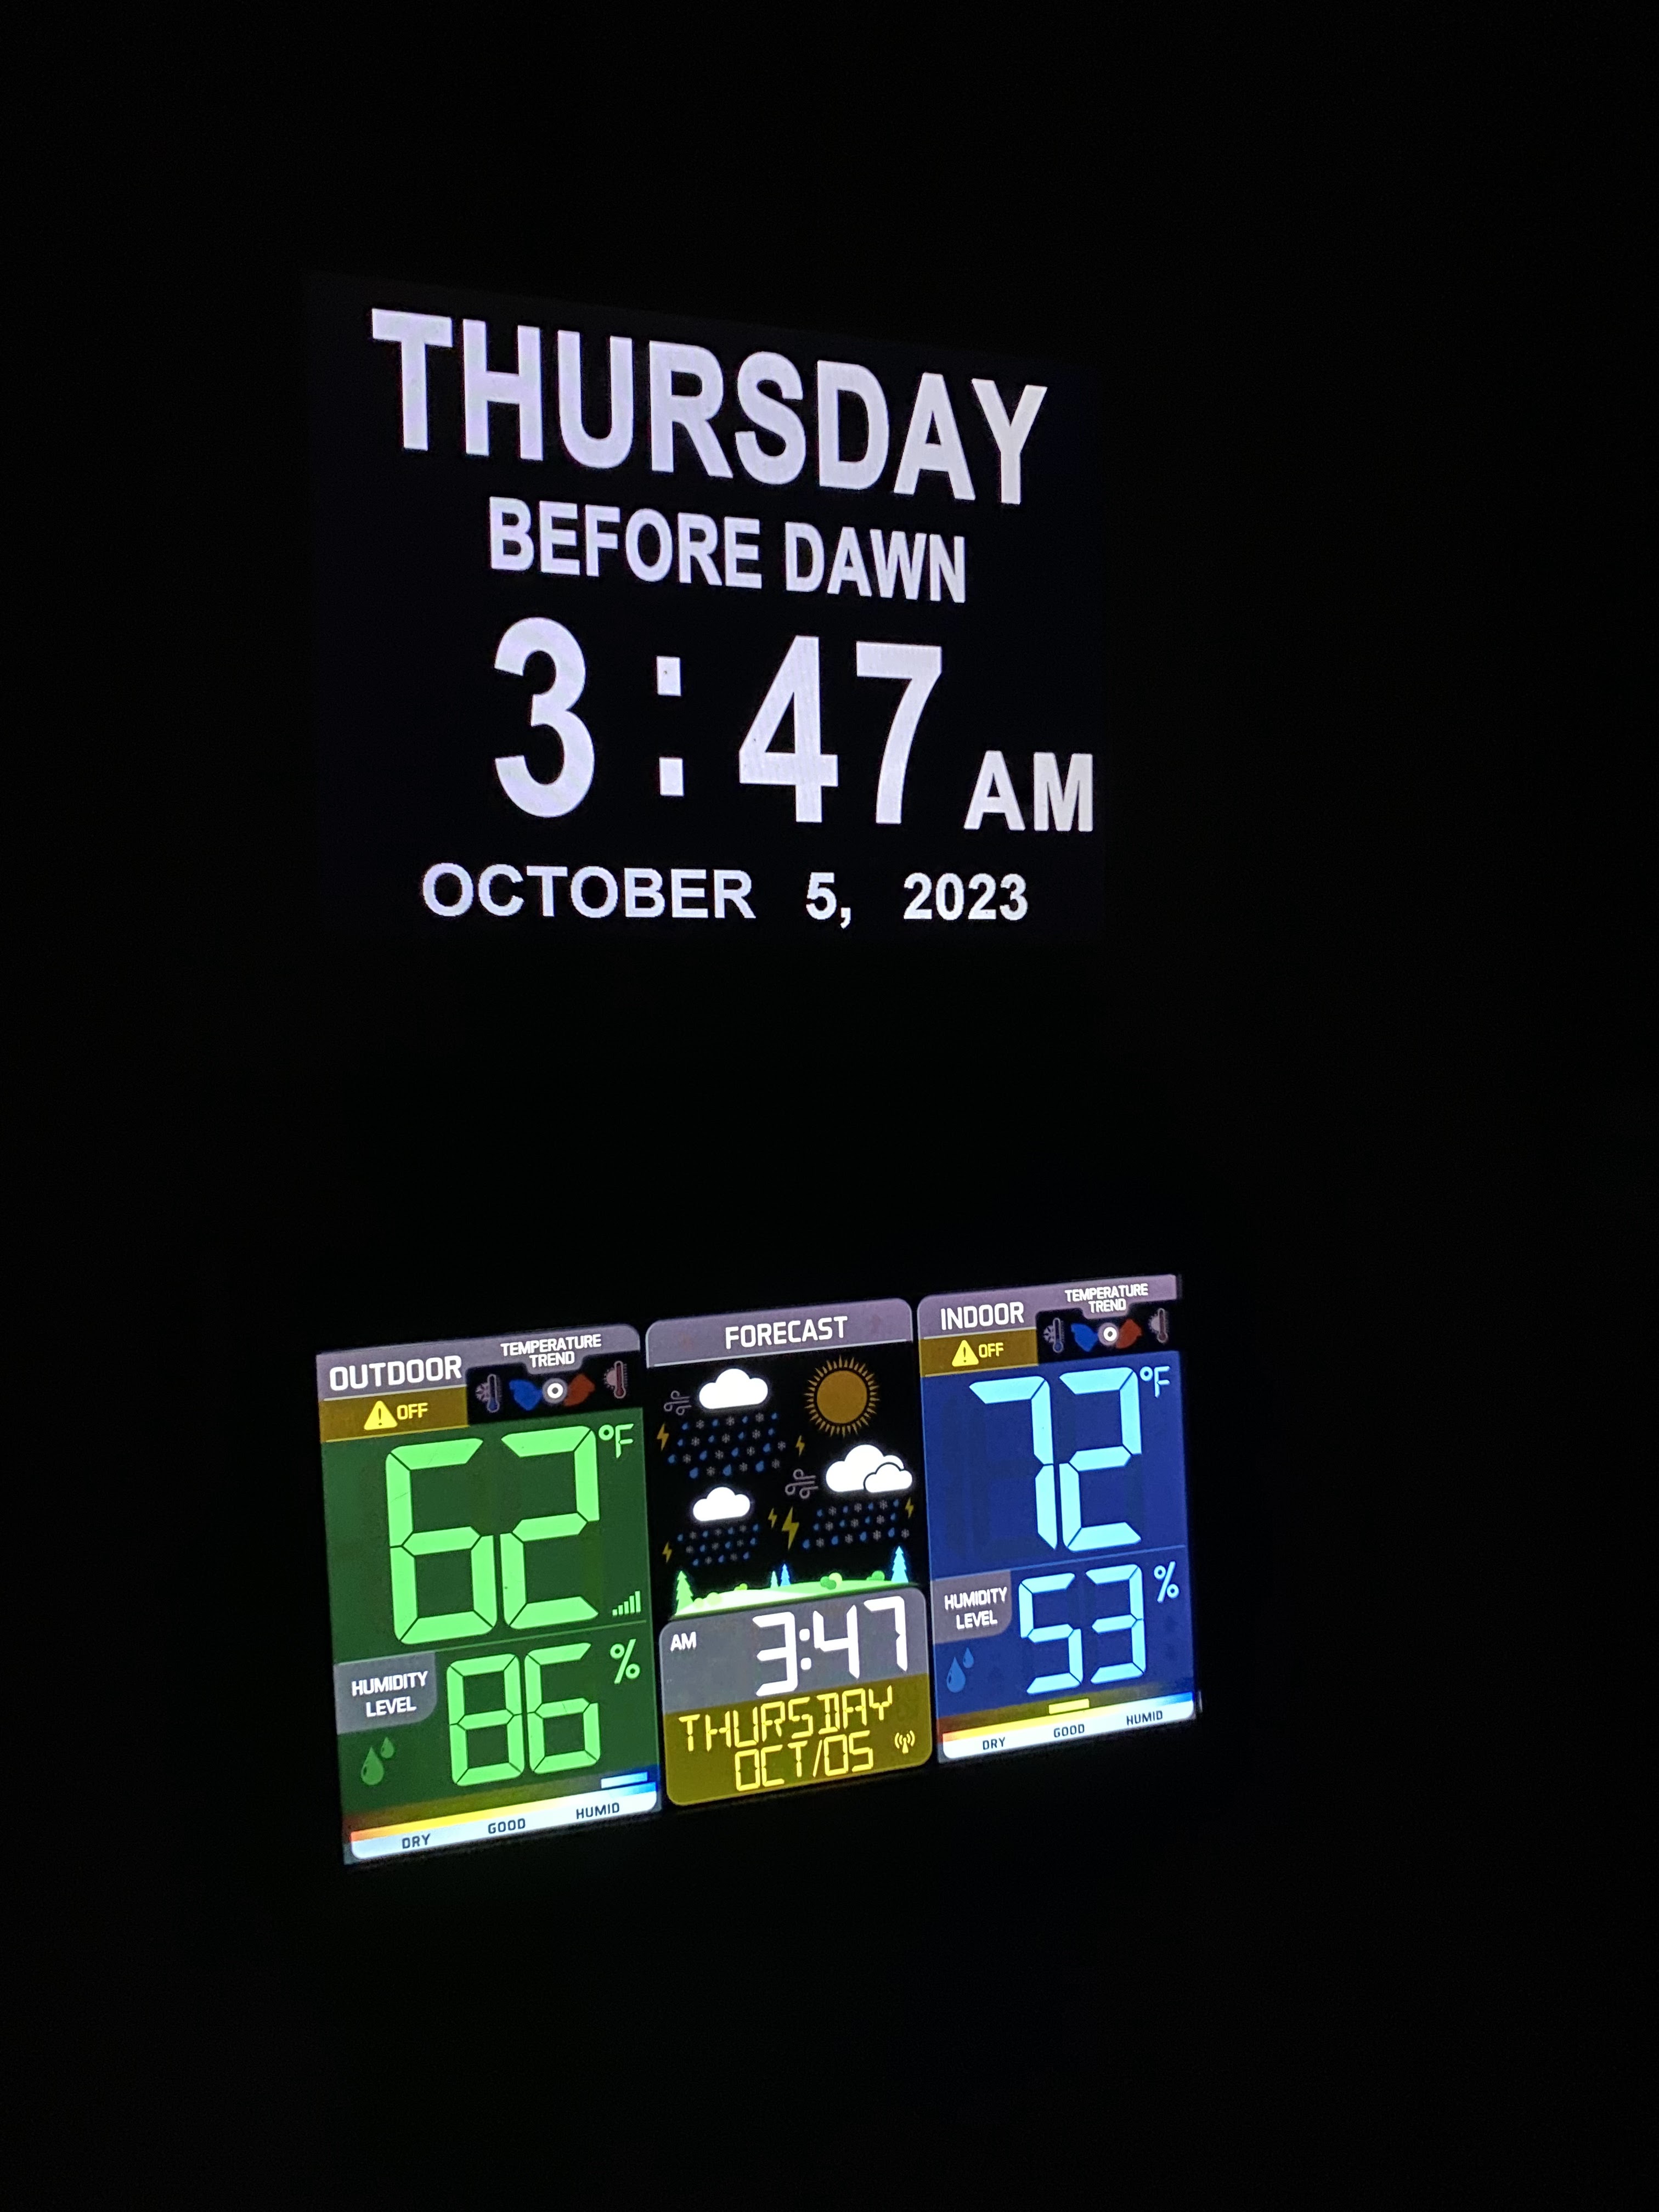 THURSDAY
BEFORE DAWN
3:47 AM
OCTOBER 5, 2023
OUTDOOR
TEMPERATURE
TREND
OFF
62 °F
HUMIDITY
LEVEL
86 %
DRY GOOD HUMID
FORECAST
AM 3:47
THURSDAY
OCT/05
INDOOR
TEMPERATURE
TREND
OFF
72 °F
HUMIDITY
LEVEL
53 %
DRY GOOD HUMID